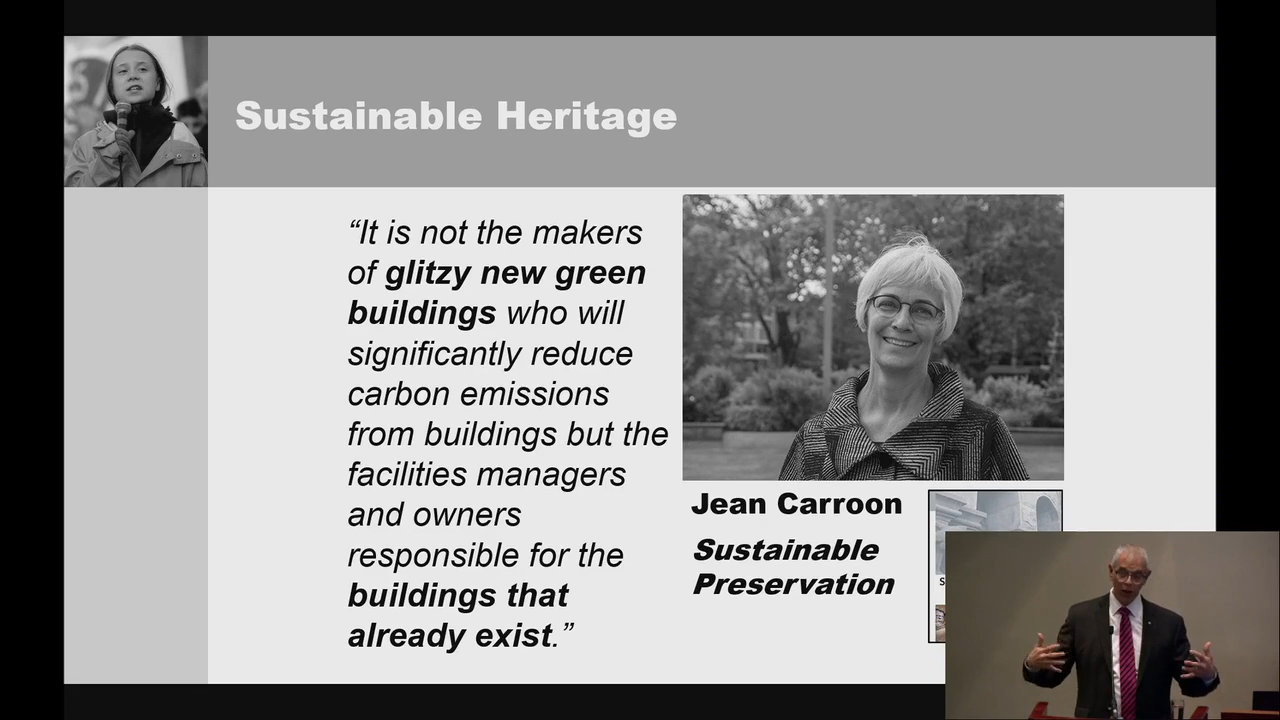 Sustainable Heritage
“It is not the makers
of glitzy new green
buildings who will
significantly reduce
carbon emissions
from buildings but the
facilities managers
and owners
responsible for the
buildings that
already exist.”
Jean Carroon
Sustainable
Preservation